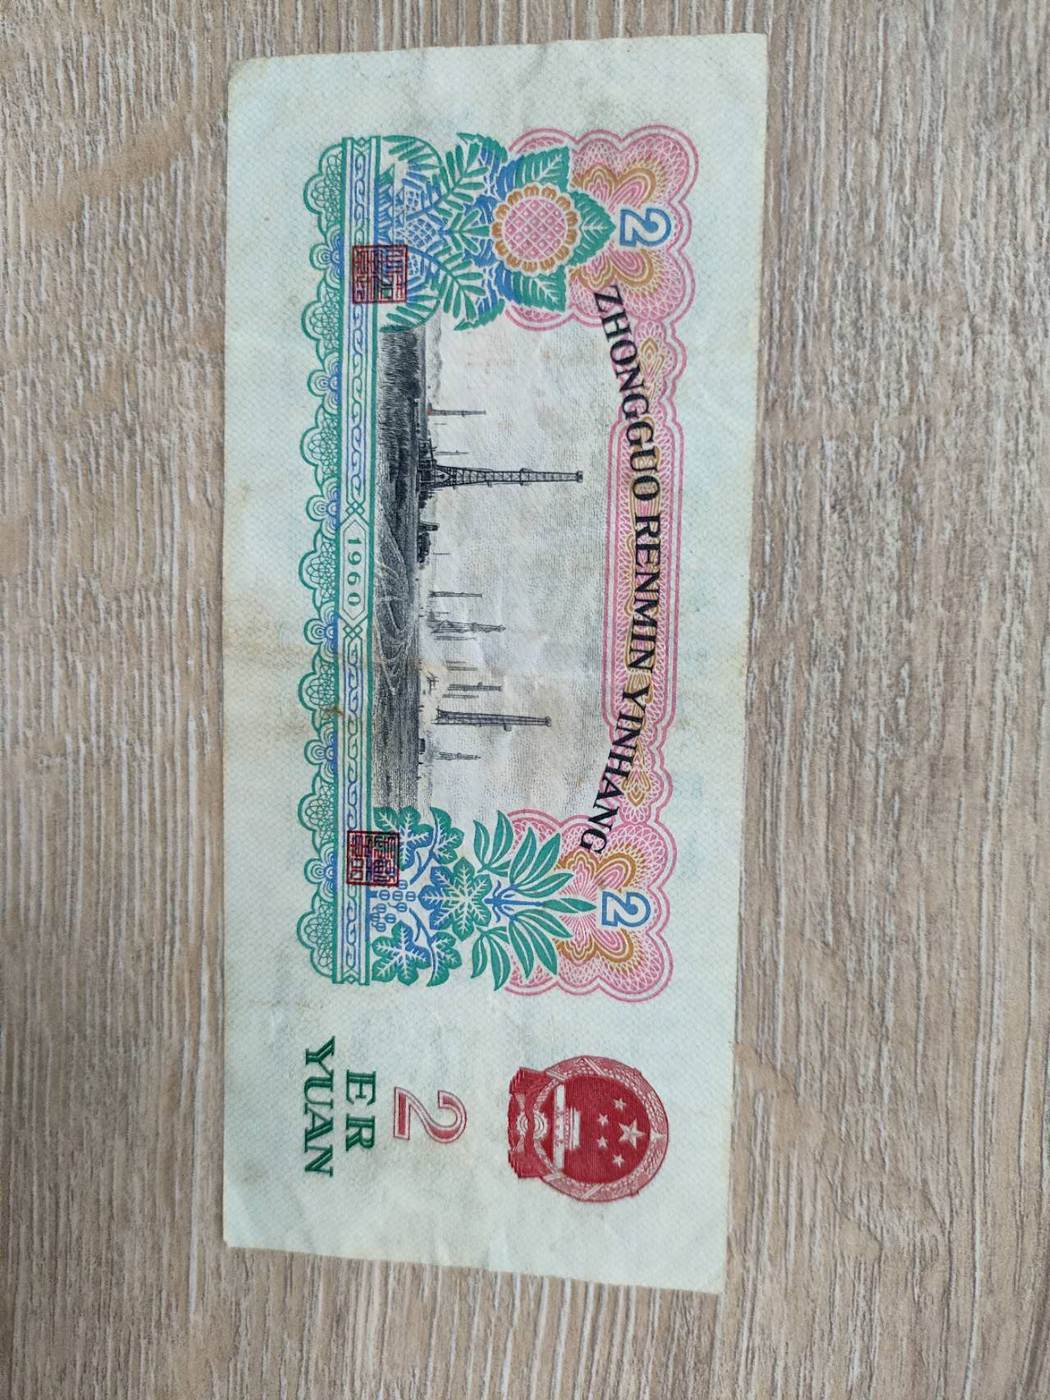 2
ZHONGGUO RENMIN YINHANG
2
1960
2
ER
YUAN